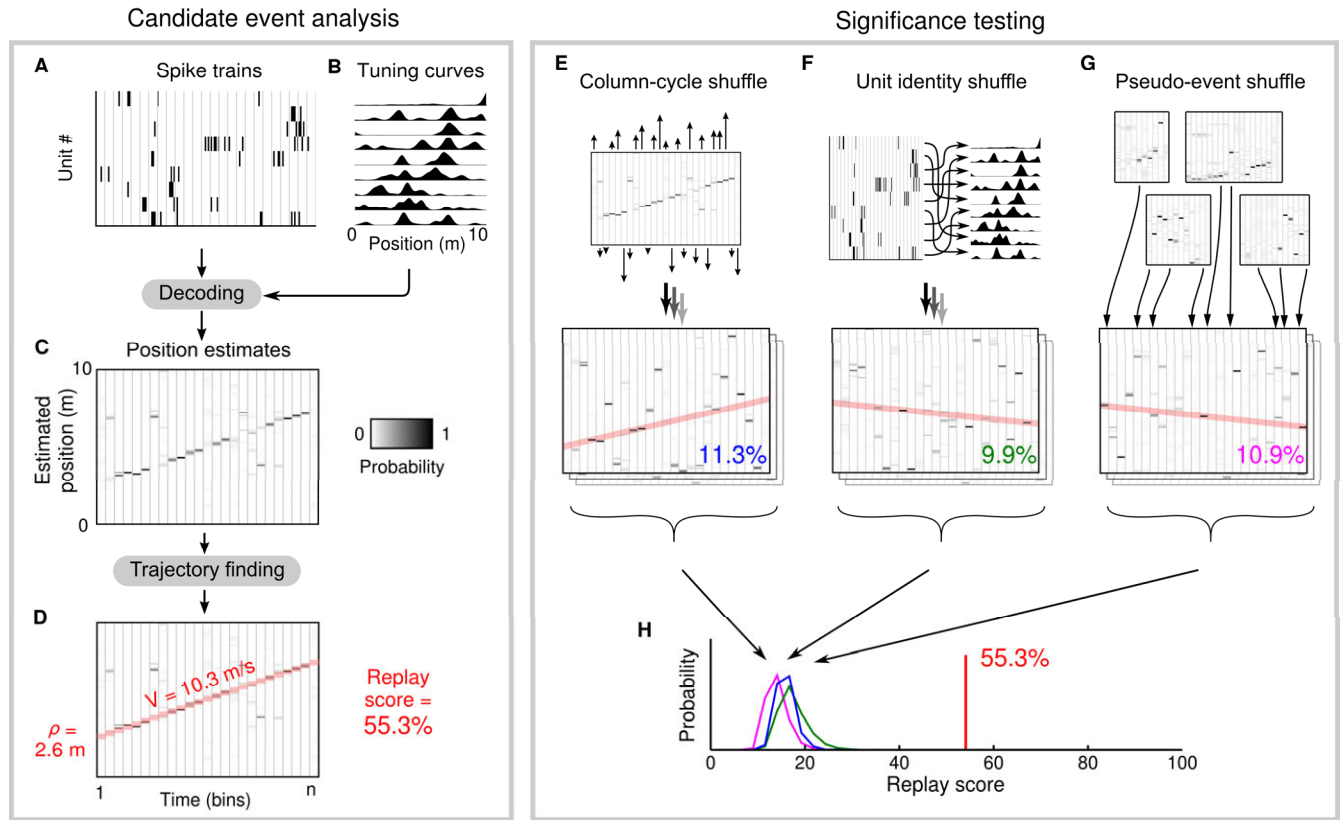 Candidate event analysis
Significance testing
A
Spike trains
Unit #
B
Tuning curves
0
Position (m)
10
Decoding
C
Position estimates
10
Estimated
position (m)
0
0
1
Probability
Trajectory finding
D
V = 10.3 m/s
ρ =
2.6 m
Replay
score =
55.3%
1
Time (bins)
n
E
Column-cycle shuffle
11.3%
F
Unit identity shuffle
9.9%
G
Pseudo-event shuffle
10.9%
H
Probability
55.3%
0
20
40
60
80
100
Replay score